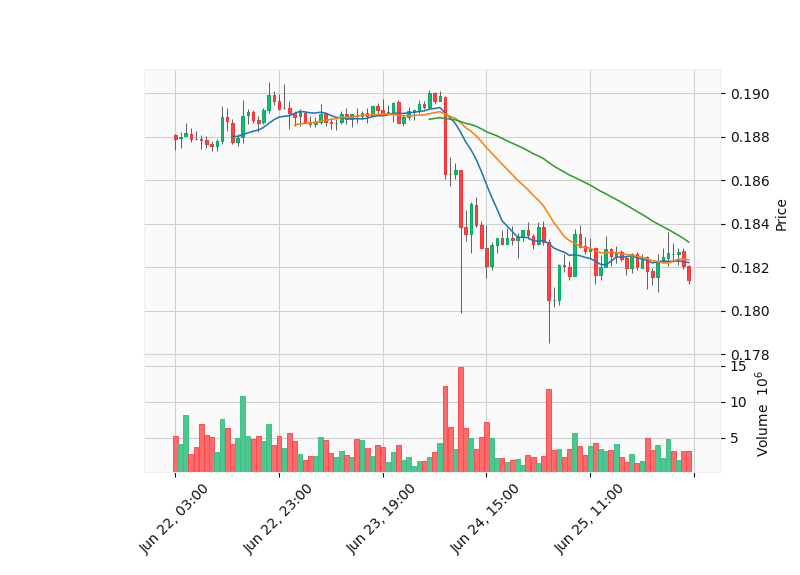 0.190
0.188
0.186
0.184
0.182
0.180
0.178
Price
15
10
5
Volume 10^6
Jun 22, 03:00
Jun 22, 23:00
Jun 23, 19:00
Jun 24, 15:00
Jun 25, 11:00